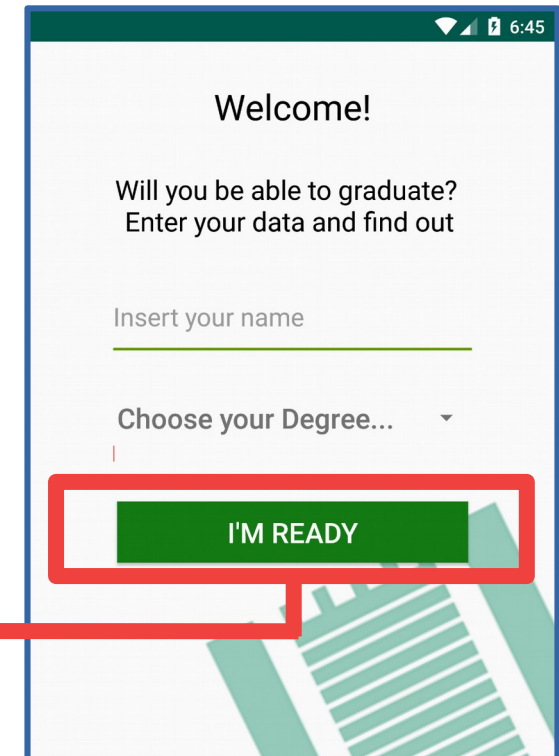 6:45
Welcome!
Will you be able to graduate?
Enter your data and find out
Insert your name
Choose your Degree...
I'M READY